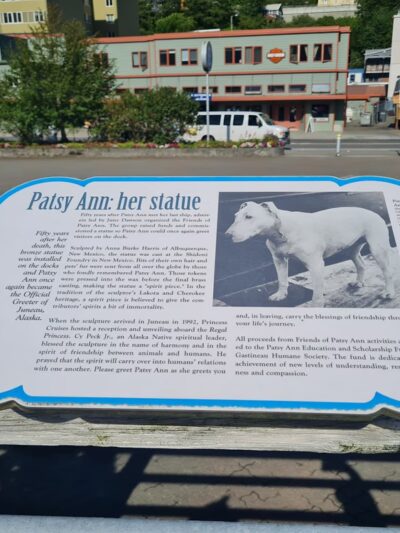 Patsy Ann: her statue
Fifty years
after her
death, this
bronze statue
was installed
on the docks
and Patsy
Ann once
again became
the Official
Greeter of
Juneau,
Alaska.
Fifty years after Patsy Ann met her last ship, admir-
ers led by June Dawson organized the Friends of
Patsy Ann. The group raised funds and commis-
sioned a statue so Patsy Ann could once again greet
visitors on the dock.
Sculpted by Anna Burke Harris of Albuquerque,
New Mexico, the statue was cast at the Shidoni
Foundry in New Mexico. Bits of their own hair and
pets' fur were sent from all over the globe by those
who fondly remembered Patsy Ann. These tokens
were pressed into the wax before the final brass
casting, making the statue a "spirit piece." In the
tradition of the sculptor's Lakota and Cherokee
heritage, a spirit piece is believed to give the con-
tributers' spirits a bit of immortality.
When the sculpture arrived in Juneau in 1992, Princess
Cruises hosted a reception and unveiling aboard the Regal
Princess. Cy Peck Jr., an Alaska Native spiritual leader,
blessed the sculpture in the name of harmony and in the
spirit of friendship between animals and humans. He
prayed that the spirit will carry over into humans' relations
with one another. Please greet Patsy Ann as she greets you
and, in leaving, carry the blessings of friendship thro
your life's journey.
All proceeds from Friends of Patsy Ann activities a
ed to the Patsy Ann Education and Scholarship F
Gastineau Humane Society. The fund is dedica
achievement of new levels of understanding, res
ness and compassion.